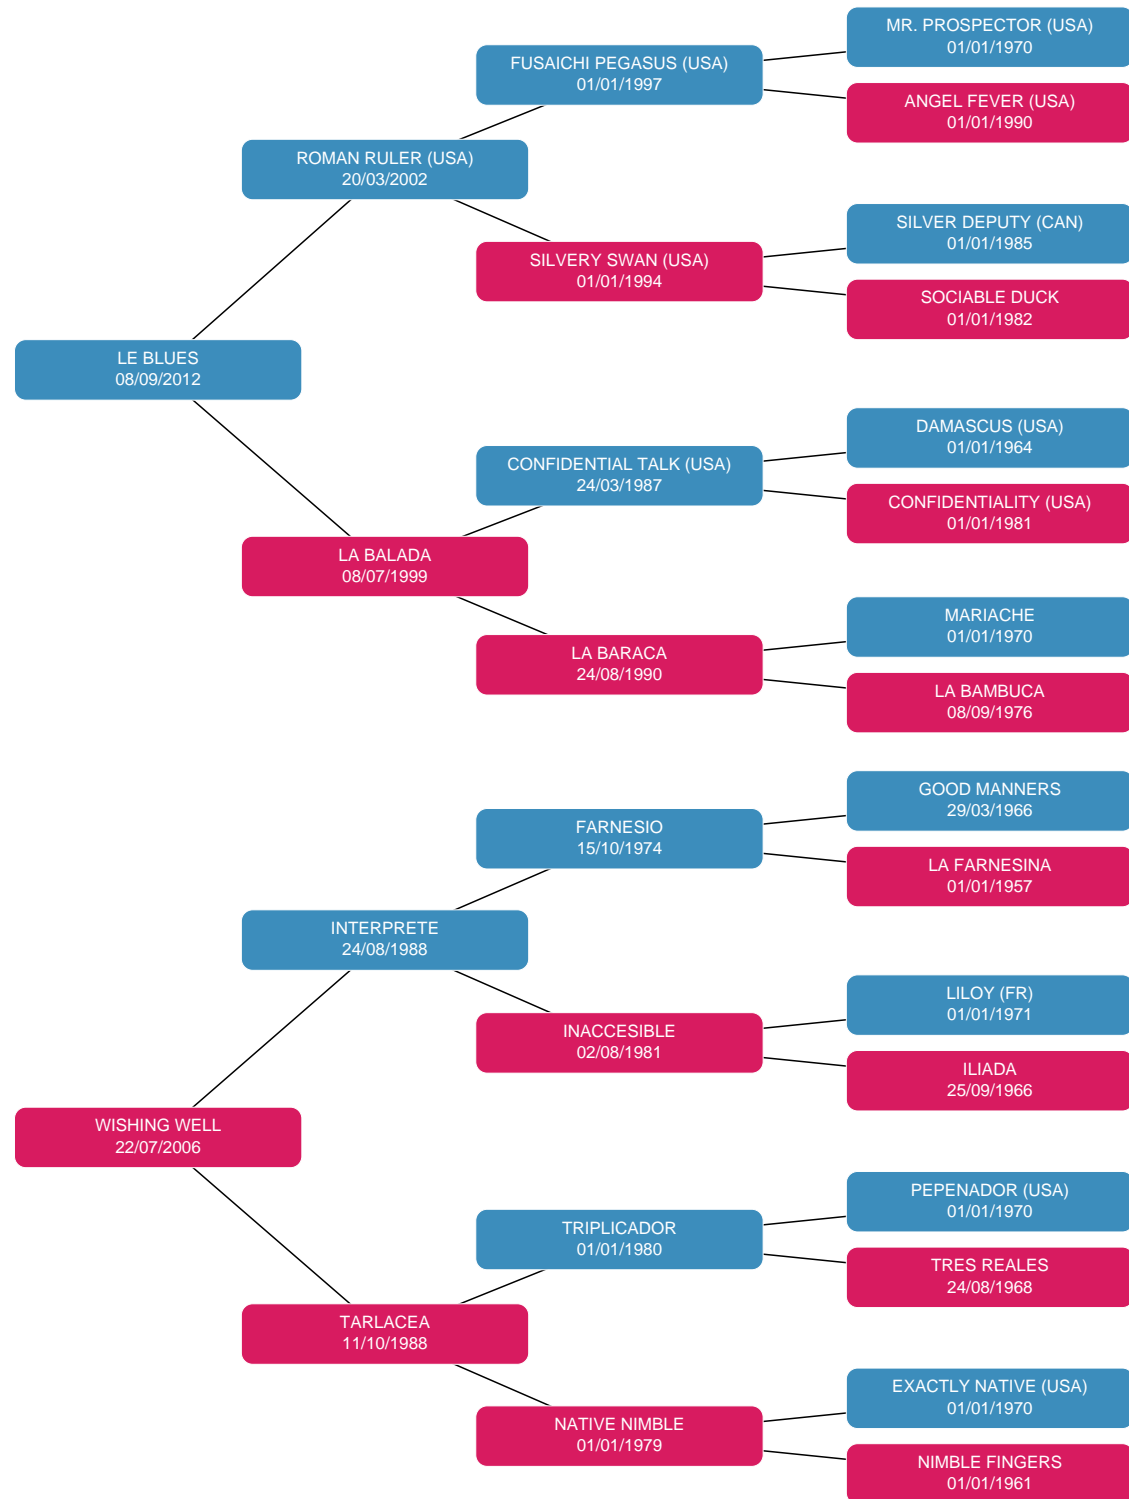 MR. PROSPECTOR (USA)
01/01/1970
FUSAICHI PEGASUS (USA)
01/01/1997
ANGEL FEVER (USA)
01/01/1990
ROMAN RULER (USA)
20/03/2002
SILVER DEPUTY (CAN)
01/01/1985
SILVERY SWAN (USA)
01/01/1994
SOCIABLE DUCK
01/01/1982
LE BLUES
08/09/2012
DAMASCUS (USA)
01/01/1964
CONFIDENTIAL TALK (USA)
24/03/1987
CONFIDENTIALITY (USA)
01/01/1981
LA BALADA
08/07/1999
MARIACHE
01/01/1970
LA BARACA
24/08/1990
LA BAMBUCA
08/09/1976
GOOD MANNERS
29/03/1966
FARNESIO
15/10/1974
LA FARNESINA
01/01/1957
INTERPRETE
24/08/1988
LILOY (FR)
01/01/1971
INACCESIBLE
02/08/1981
ILIADA
25/09/1966
WISHING WELL
22/07/2006
PEPENADOR (USA)
01/01/1970
TRIPLICADOR
01/01/1980
TRES REALES
24/08/1968
TARLACEA
11/10/1988
EXACTLY NATIVE (USA)
01/01/1970
NATIVE NIMBLE
01/01/1979
NIMBLE FINGERS
01/01/1961